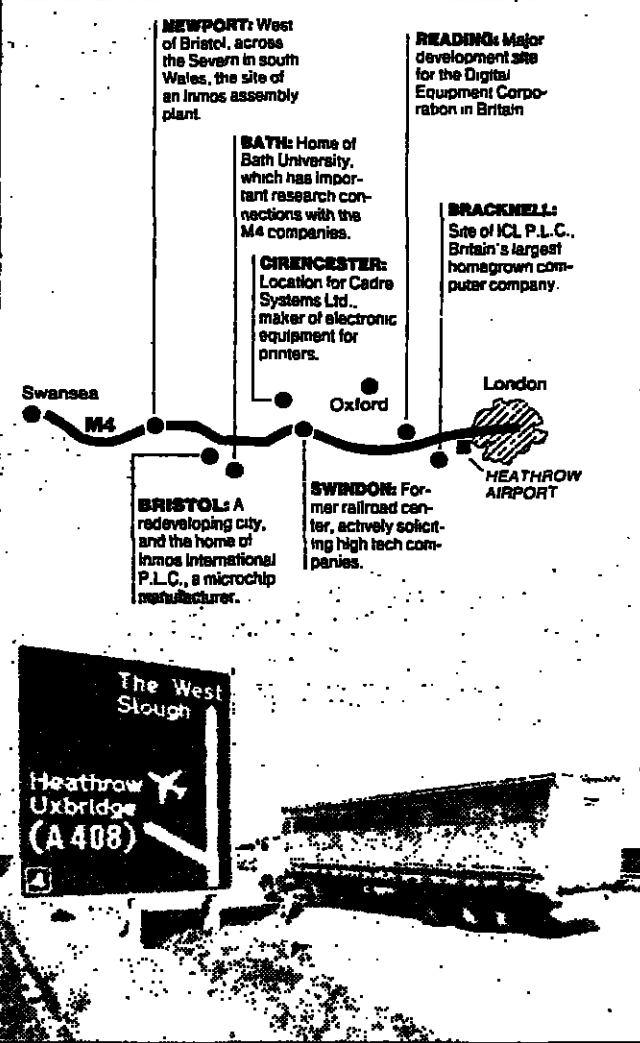 NEWPORT: West
of Bristol, across
the Severn in south
Wales, the site of
an Inmos assembly
plant.
READING: Major
development site
for the Digital
Equipment Corpo-
ration in Britain
BATH: Home of
Bath University,
which has impor-
tant research con-
nections with the
M4 companies.
BRACKNELL:
Site of ICL P.L.C.,
Britain's largest
homegrown com-
puter company.
CIRENCESTER:
Location for Cadre
Systems Ltd.,
maker of electronic
equipment for
printers.
Swansea
M4
Oxford
London
HEATHROW
AIRPORT
BRISTOL: A
redeveloping city,
and the home of
Inmos International
P.L.C., a microchip
manufacturer.
SWINDON: For-
mer railroad cen-
ter, actively solicit-
ing high tech com-
panies.
The West
Slough
Heathrow
Uxbridge
(A 408)
4